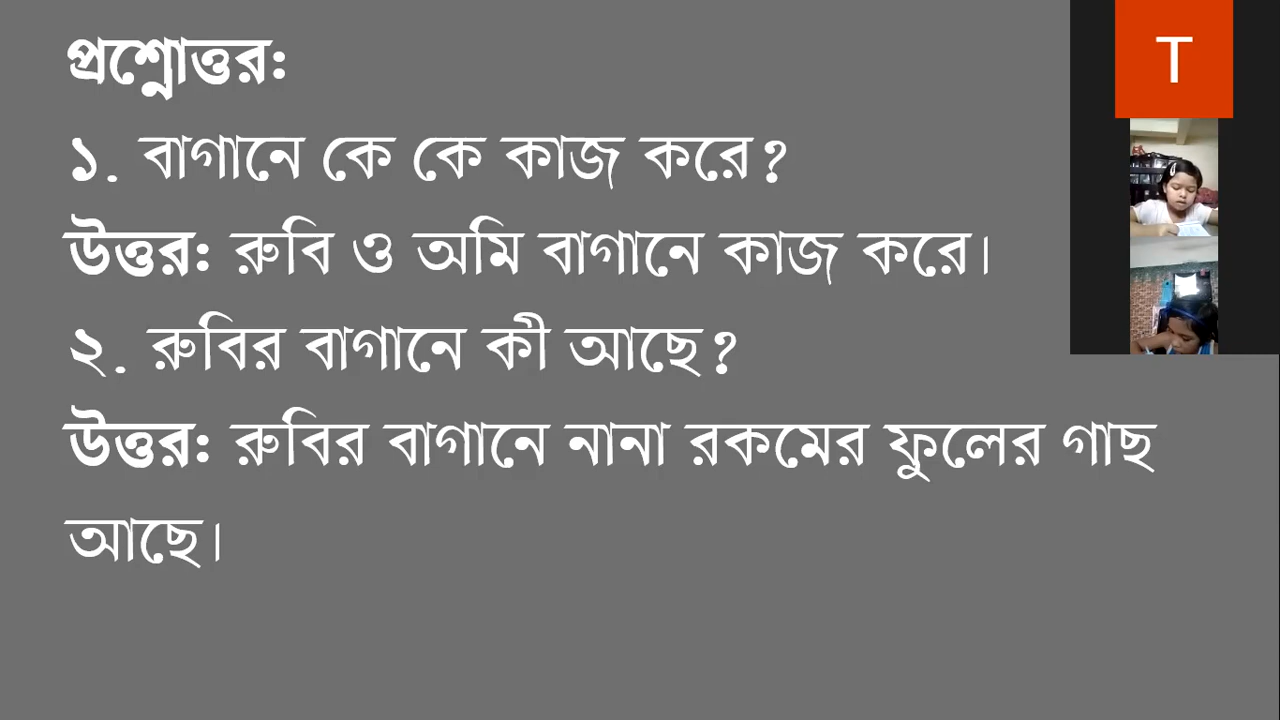 প্রশ্নোত্তর:
১. বাগানে কে কে কাজ করে?
উত্তর: রুবি ও অমি বাগানে কাজ করে।
২. রুবির বাগানে কী আছে?
উত্তর: রুবির বাগানে নানা রকমের ফুলের গাছ
আছে।
T